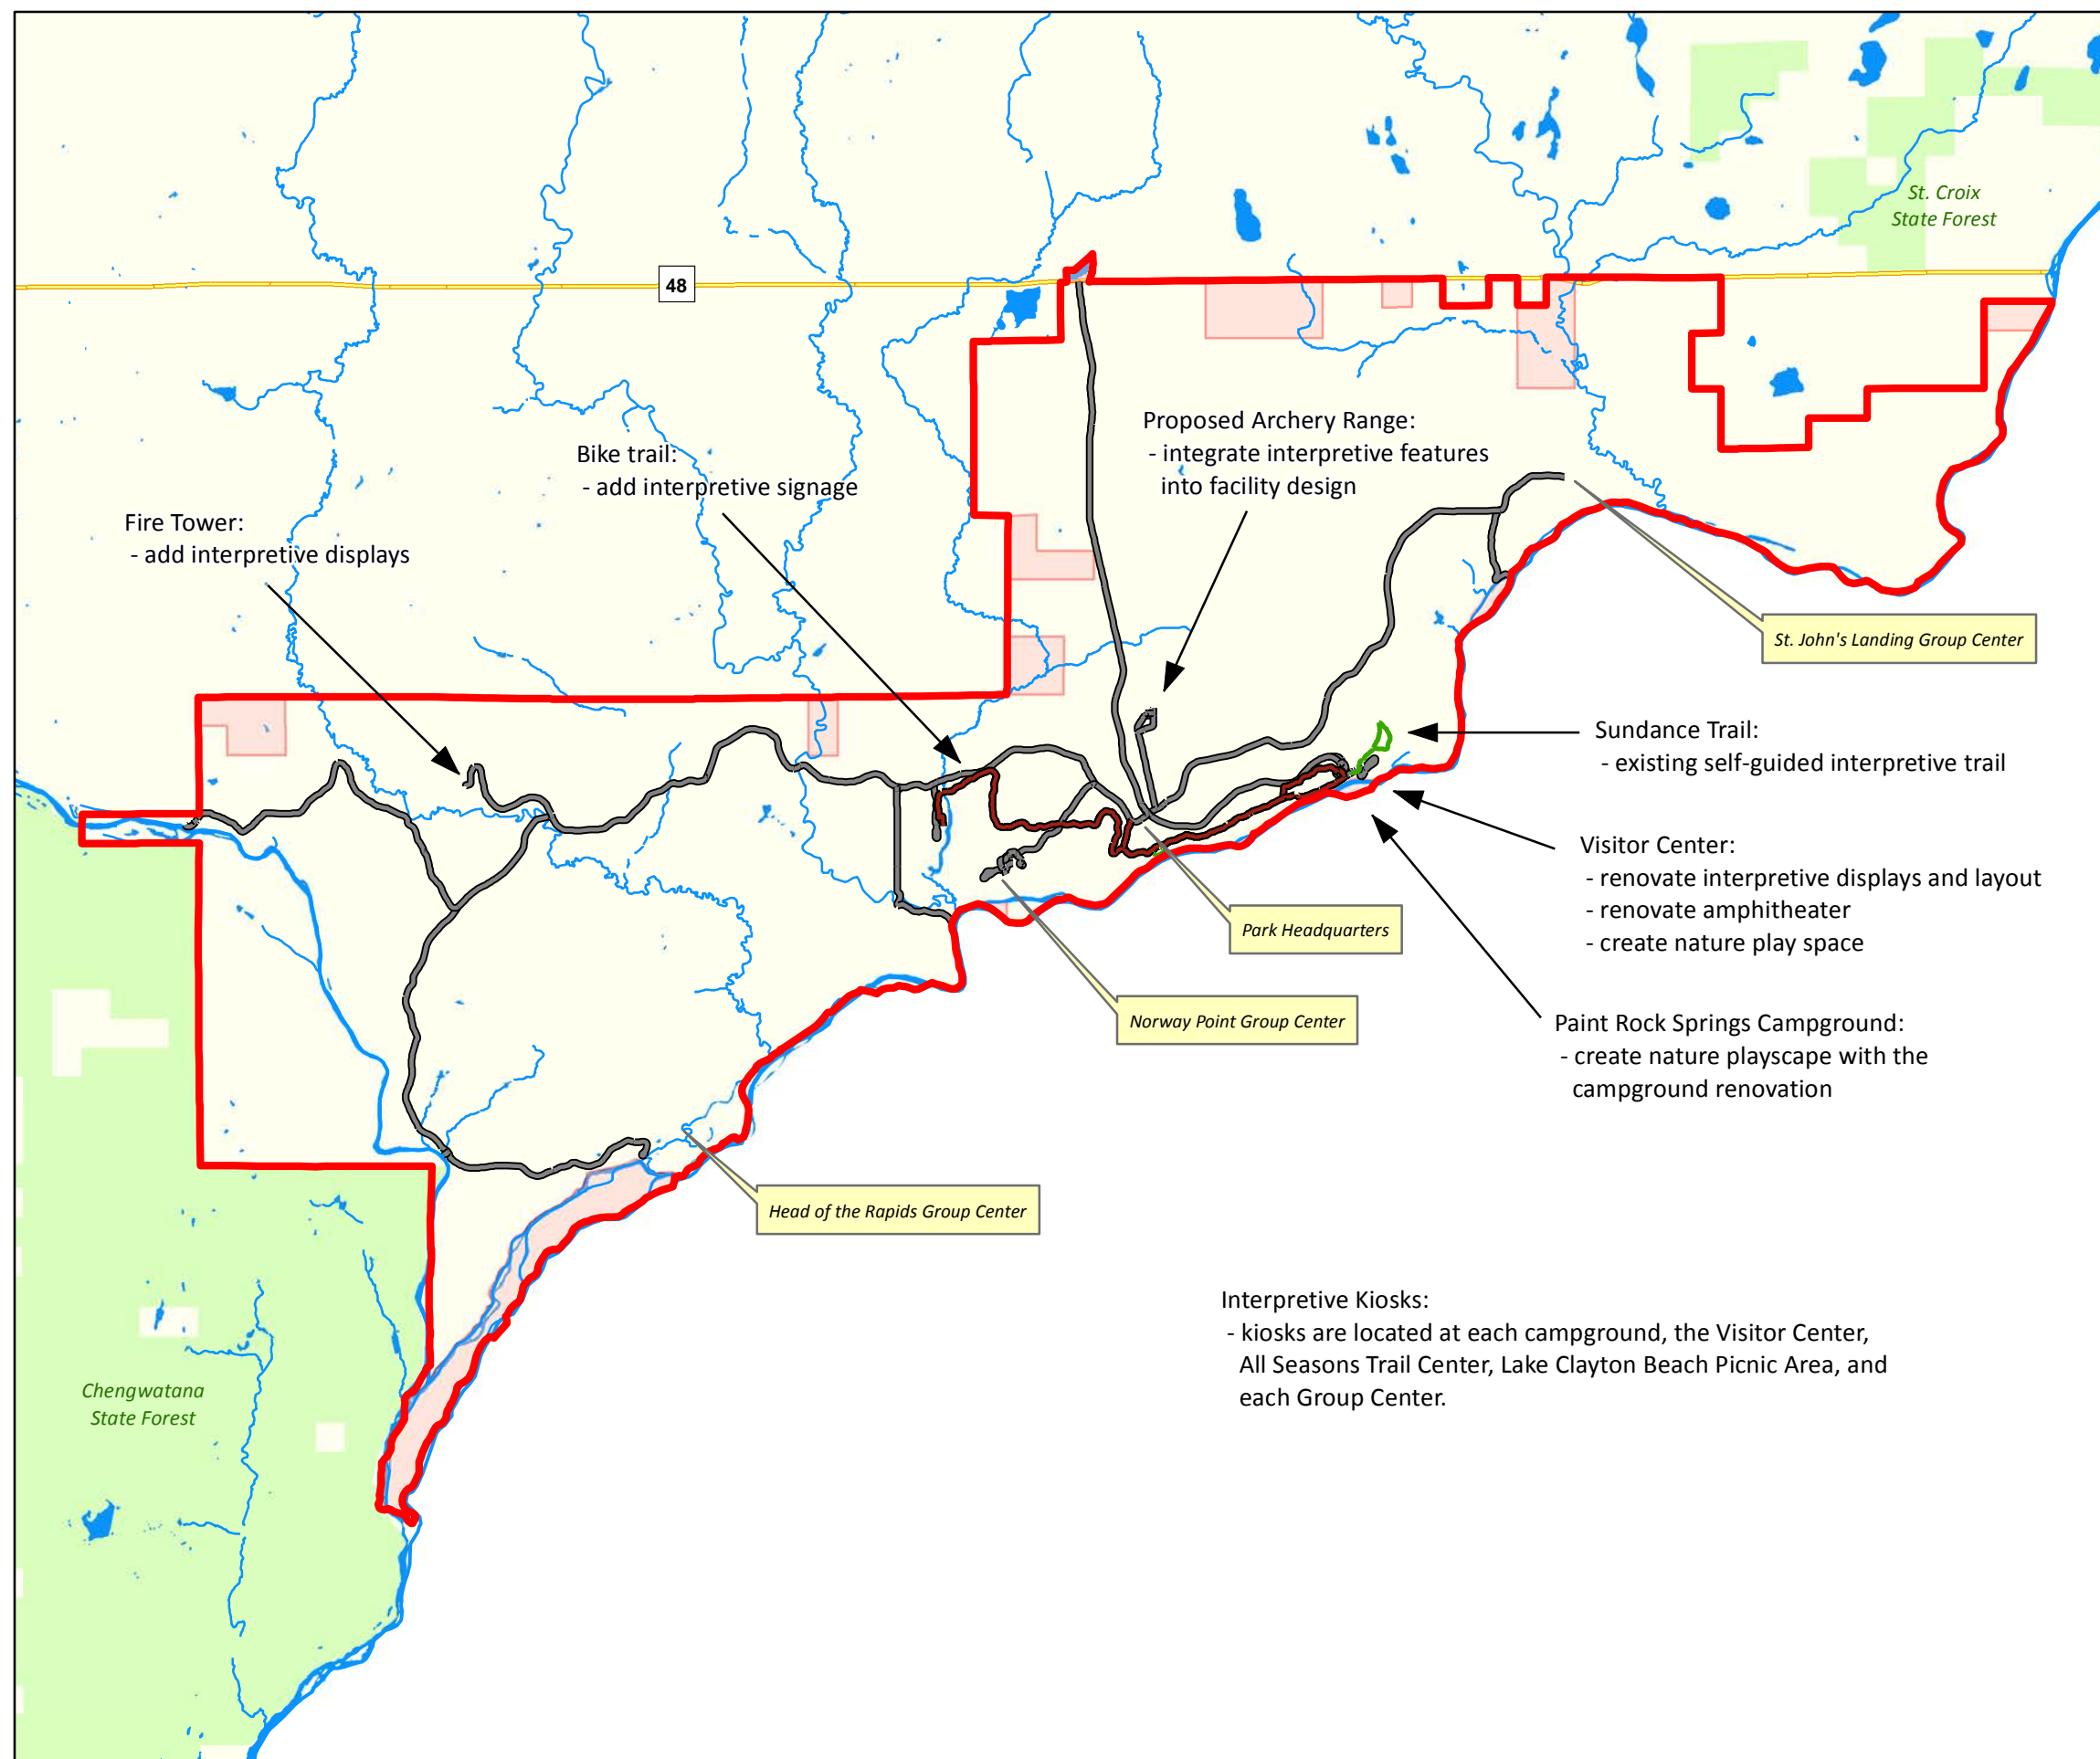 St. Croix
State Forest
48
Proposed Archery Range:
- integrate interpretive features
into facility design
Bike trail:
- add interpretive signage
Fire Tower:
- add interpretive displays
St. John's Landing Group Center
Sundance Trail:
- existing self-guided interpretive trail
Visitor Center:
- renovate interpretive displays and layout
- renovate amphitheater
- create nature play space
Park Headquarters
Norway Point Group Center
Paint Rock Springs Campground:
- create nature playscape with the
campground renovation
Head of the Rapids Group Center
Interpretive Kiosks:
- kiosks are located at each campground, the Visitor Center,
All Seasons Trail Center, Lake Clayton Beach Picnic Area, and
each Group Center.
Chengwatana
State Forest